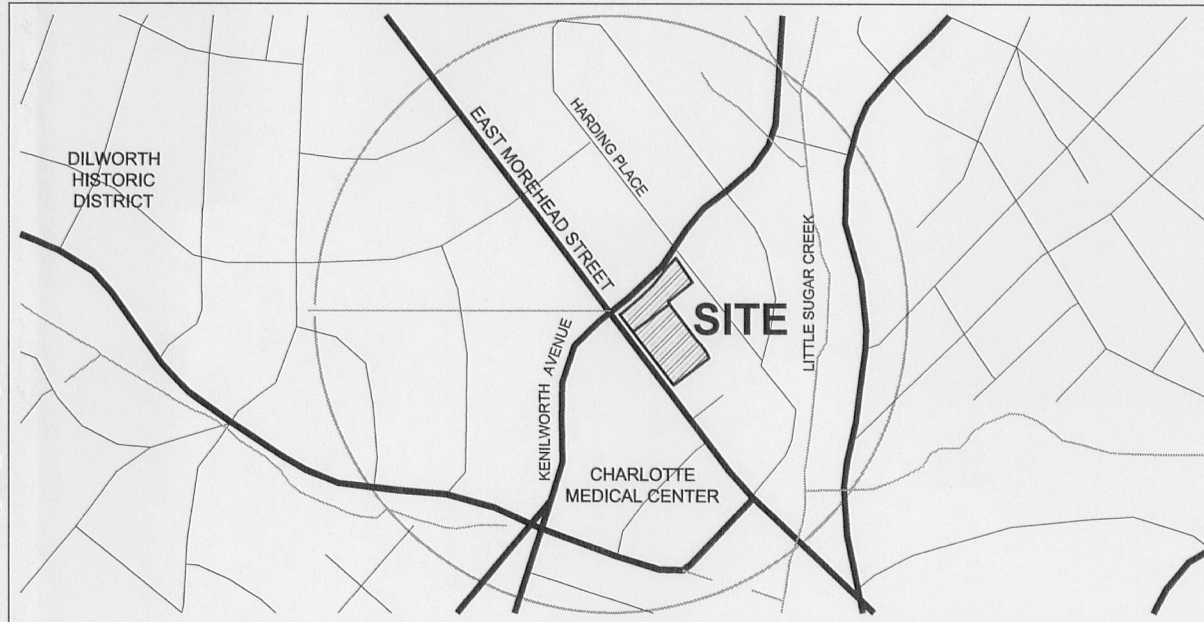 DILWORTH
HISTORIC
DISTRICT
EAST MOREHEAD STREET
HARDING PLACE
SITE
LITTLE SUGAR CREEK
KENILWORTH AVENUE
CHARLOTTE
MEDICAL CENTER